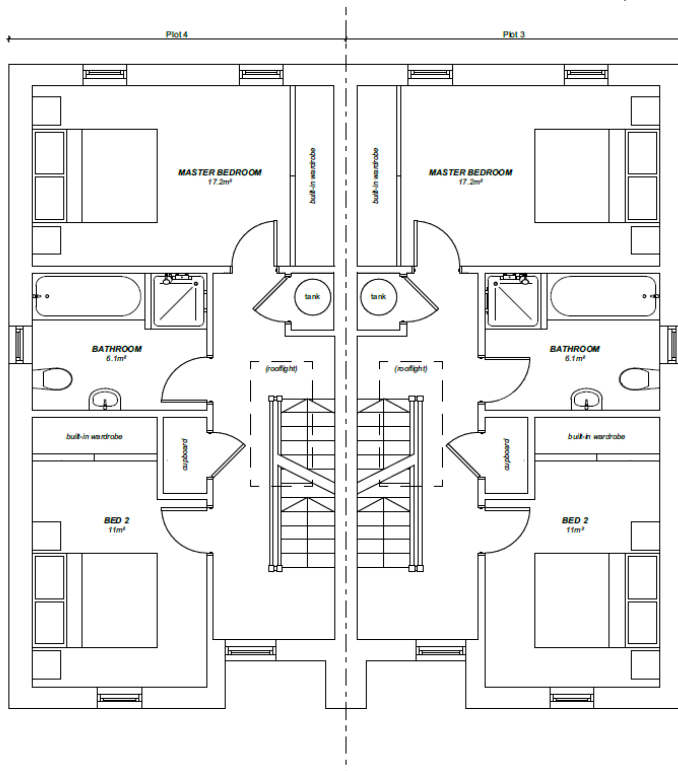 Plot 4
Plot 3
MASTER BEDROOM
17.2m²
built-in wardrobe
built-in wardrobe
MASTER BEDROOM
17.2m²
tank
tank
BATHROOM
6.1m²
(rooflight)
(rooflight)
BATHROOM
6.1m²
built-in wardrobe
cupboard
cupboard
built-in wardrobe
BED 2
11m²
BED 2
11m²